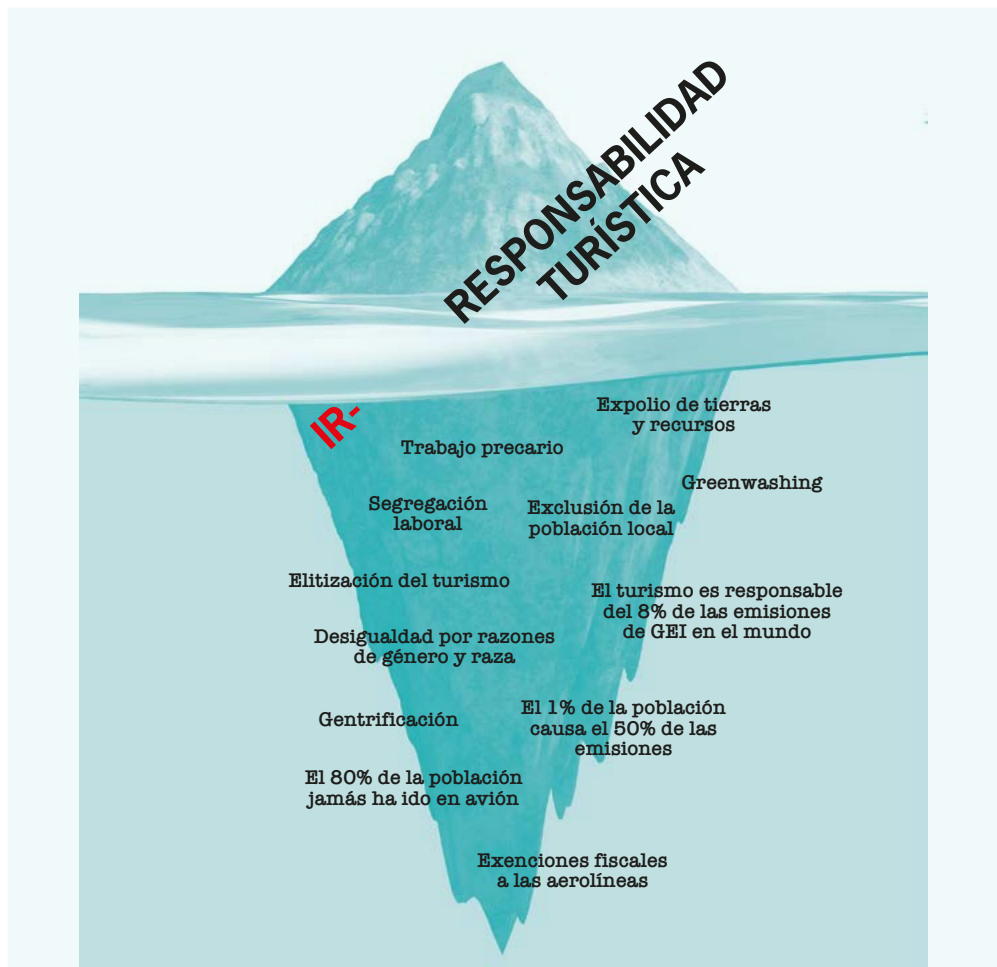 RESPONSABILIDAD
TURÍSTICA
IR-
Expolio de tierras
y recursos
Trabajo precario
Greenwashing
Segregación
laboral
Exclusión de la
población local
Elitización del turismo
El turismo es responsable
del 8% de las emisiones
de GEI en el mundo
Desigualdad por razones
de género y raza
Gentrificación
El 1% de la población
causa el 50% de las
emisiones
El 80% de la población
jamás ha ido en avión
Exenciones fiscales
a las aerolíneas